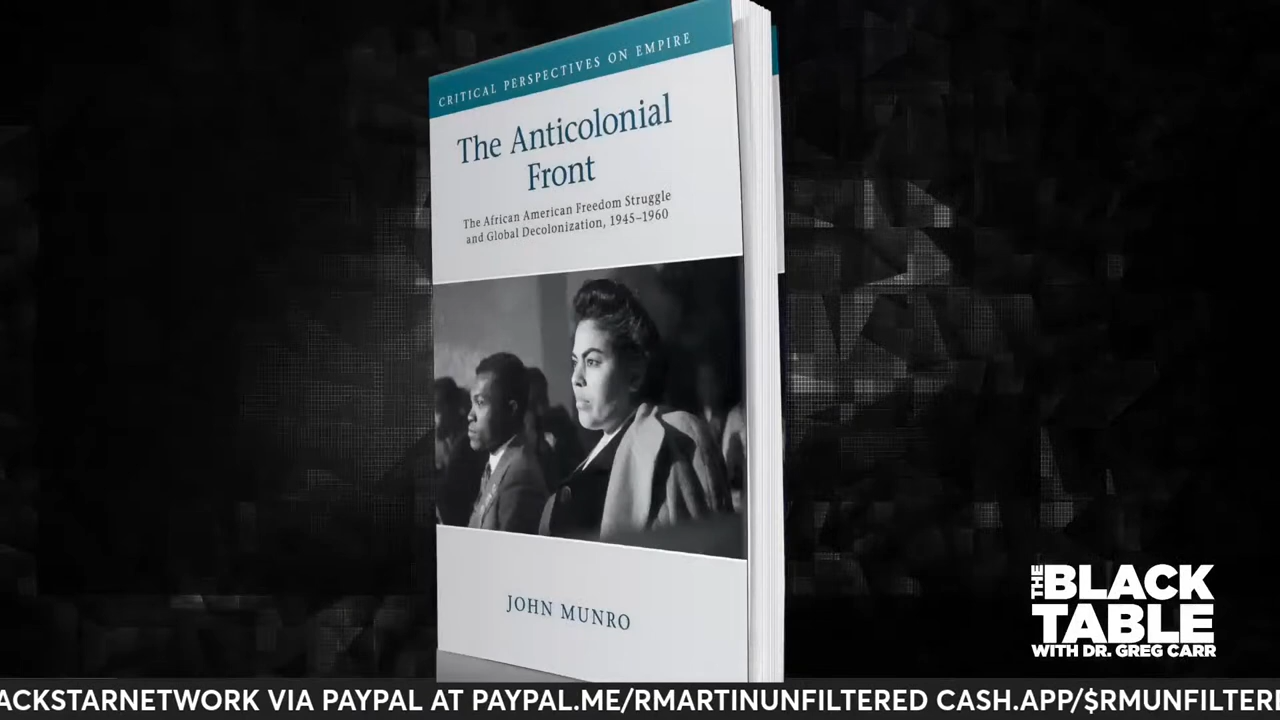 CRITICAL PERSPECTIVES ON EMPIRE
The Anticolonial
Front
The African American Freedom Struggle
and Global Decolonization, 1945–1960
JOHN MUNRO
THE
BLACK
TABLE
WITH DR. GREG CARR
ACKSTARNETWORK VIA PAYPAL AT PAYPAL.ME/RMARTINUNFILTERED CASH.APP/$RMUNFILTERE